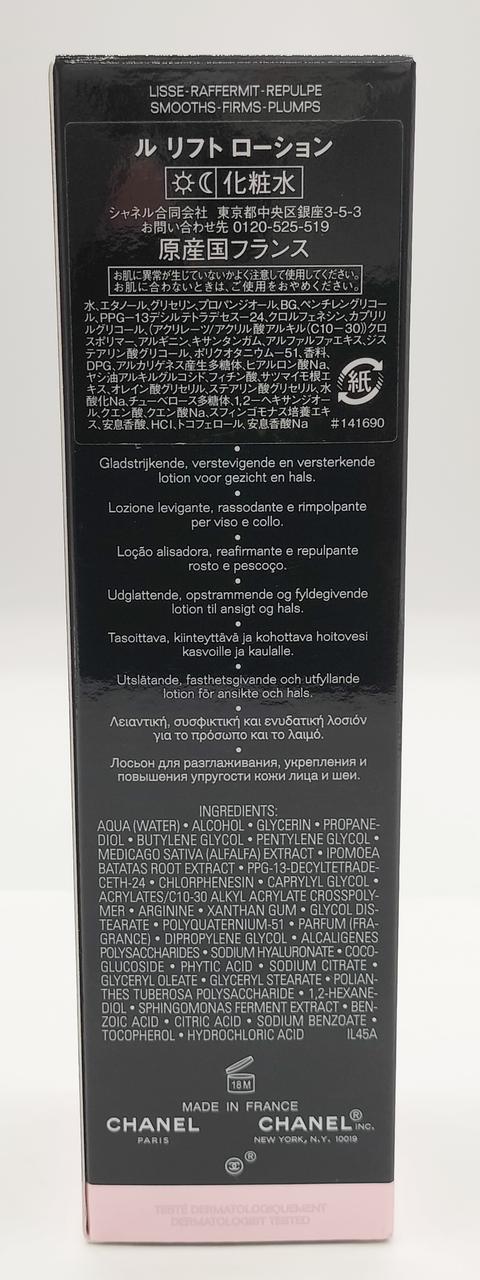 LISSE-RAFFERMIT-REPULPE
SMOOTHS-FIRMS-PLUMPS
ル リフト ローション
化粧水
シャネル合同会社 東京都中央区銀座3-5-3
お問い合わせ先 0120-525-519
原産国フランス
お肌に異常が生じていないかよく注意して使用してください。
お肌に合わないときは、ご使用をおやめください。
水、エタノール、グリセリン、プロパンジオール、BG、ペンチレングリコー
ル、PPG-13デシルテトラデセス-24、クロルフェネシン、カプリリ
ルグリコール、(アクリレーツ/アクリル酸アルキル(C10-30))クロ
スポリマー、アルギニン、キサンタンガム、アルファルファエキス、ジス
テアリン酸グリコール、ポリクオタニウム-51、香料、
DPG、アルカリゲネス産生多糖体、ヒアルロン酸Na、
ヤシ油アルキルグルコシド、フィチン酸、サツマイモ根エ
キス、オレイン酸グリセリル、ステアリン酸グリセリル、水
酸化Na、チューベロース多糖体、1,2-ヘキサンジオー
ル、クエン酸、クエン酸Na、スフィンゴモナス培養エキ
ス、安息香酸、HCl、トコフェロール、安息香酸Na #141690
紙
Gladstrijkende, verstevigende en versterkende
lotion voor gezicht en hals.
Lozione levigante, rassodante e rimpolpante
per viso e collo.
Loção alisadora, reafirmante e repulpante
rosto e pescoço.
Udglattende, opstrammende og fyldegivende
lotion til ansigt og hals.
Tasoittava, kiinteyttävä ja kohottava hoitovesi
kasvoille ja kaulalle.
Utslätande, fasthetsgivande och utfyllande
lotion för ansikte och hals.
Λειαντική, συσφικτική και ενυδατική λοσιόν
για το πρόσωπο και το λαιμό.
Лосьон для разглаживания, укрепления и
повышения упругости кожи лица и шеи.
INGREDIENTS:
AQUA (WATER) • ALCOHOL • GLYCERIN • PROPANE-
DIOL • BUTYLENE GLYCOL • PENTYLENE GLYCOL •
MEDICAGO SATIVA (ALFALFA) EXTRACT • IPOMOEA
BATATAS ROOT EXTRACT • PPG-13-DECYLTETRADE-
CETH-24 • CHLORPHENESIN • CAPRYLYL GLYCOL •
ACRYLATES/C10-30 ALKYL ACRYLATE CROSSPOLY-
MER • ARGININE • XANTHAN GUM • GLYCOL DIS-
TEARATE • POLYQUATERNIUM-51 • PARFUM (FRA-
GRANCE) • DIPROPYLENE GLYCOL • ALCALIGENES
POLYSACCHARIDES • SODIUM HYALURONATE • COCO-
GLUCOSIDE • PHYTIC ACID • SODIUM CITRATE •
GLYCERYL OLEATE • GLYCERYL STEARATE • POLIAN-
THES TUBEROSA POLYSACCHARIDE • 1,2-HEXANE-
DIOL • SPHINGOMONAS FERMENT EXTRACT • BEN-
ZOIC ACID • CITRIC ACID • SODIUM BENZOATE •
TOCOPHEROL • HYDROCHLORIC ACID IL45A
18 M
MADE IN FRANCE
CHANEL CHANEL® INC.
PARIS NEW YORK, N.Y. 10019
®
TESTÉ DERMATOLOGIQUEMENT
DERMATOLOGIST TESTED